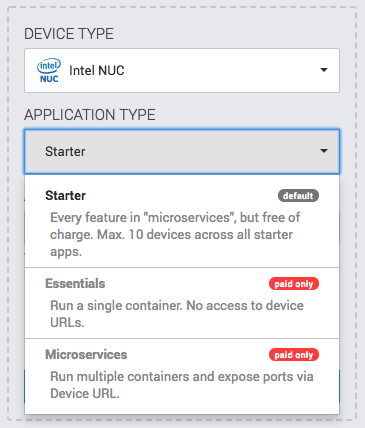 DEVICE TYPE
intel
NUC
Intel NUC
APPLICATION TYPE
Starter
Starter
default
Every feature in "microservices", but free of
charge. Max. 10 devices across all starter
apps.
Essentials
paid only
Run a single container. No access to device
URLs.
Microservices
paid only
Run multiple containers and expose ports via
Device URL.